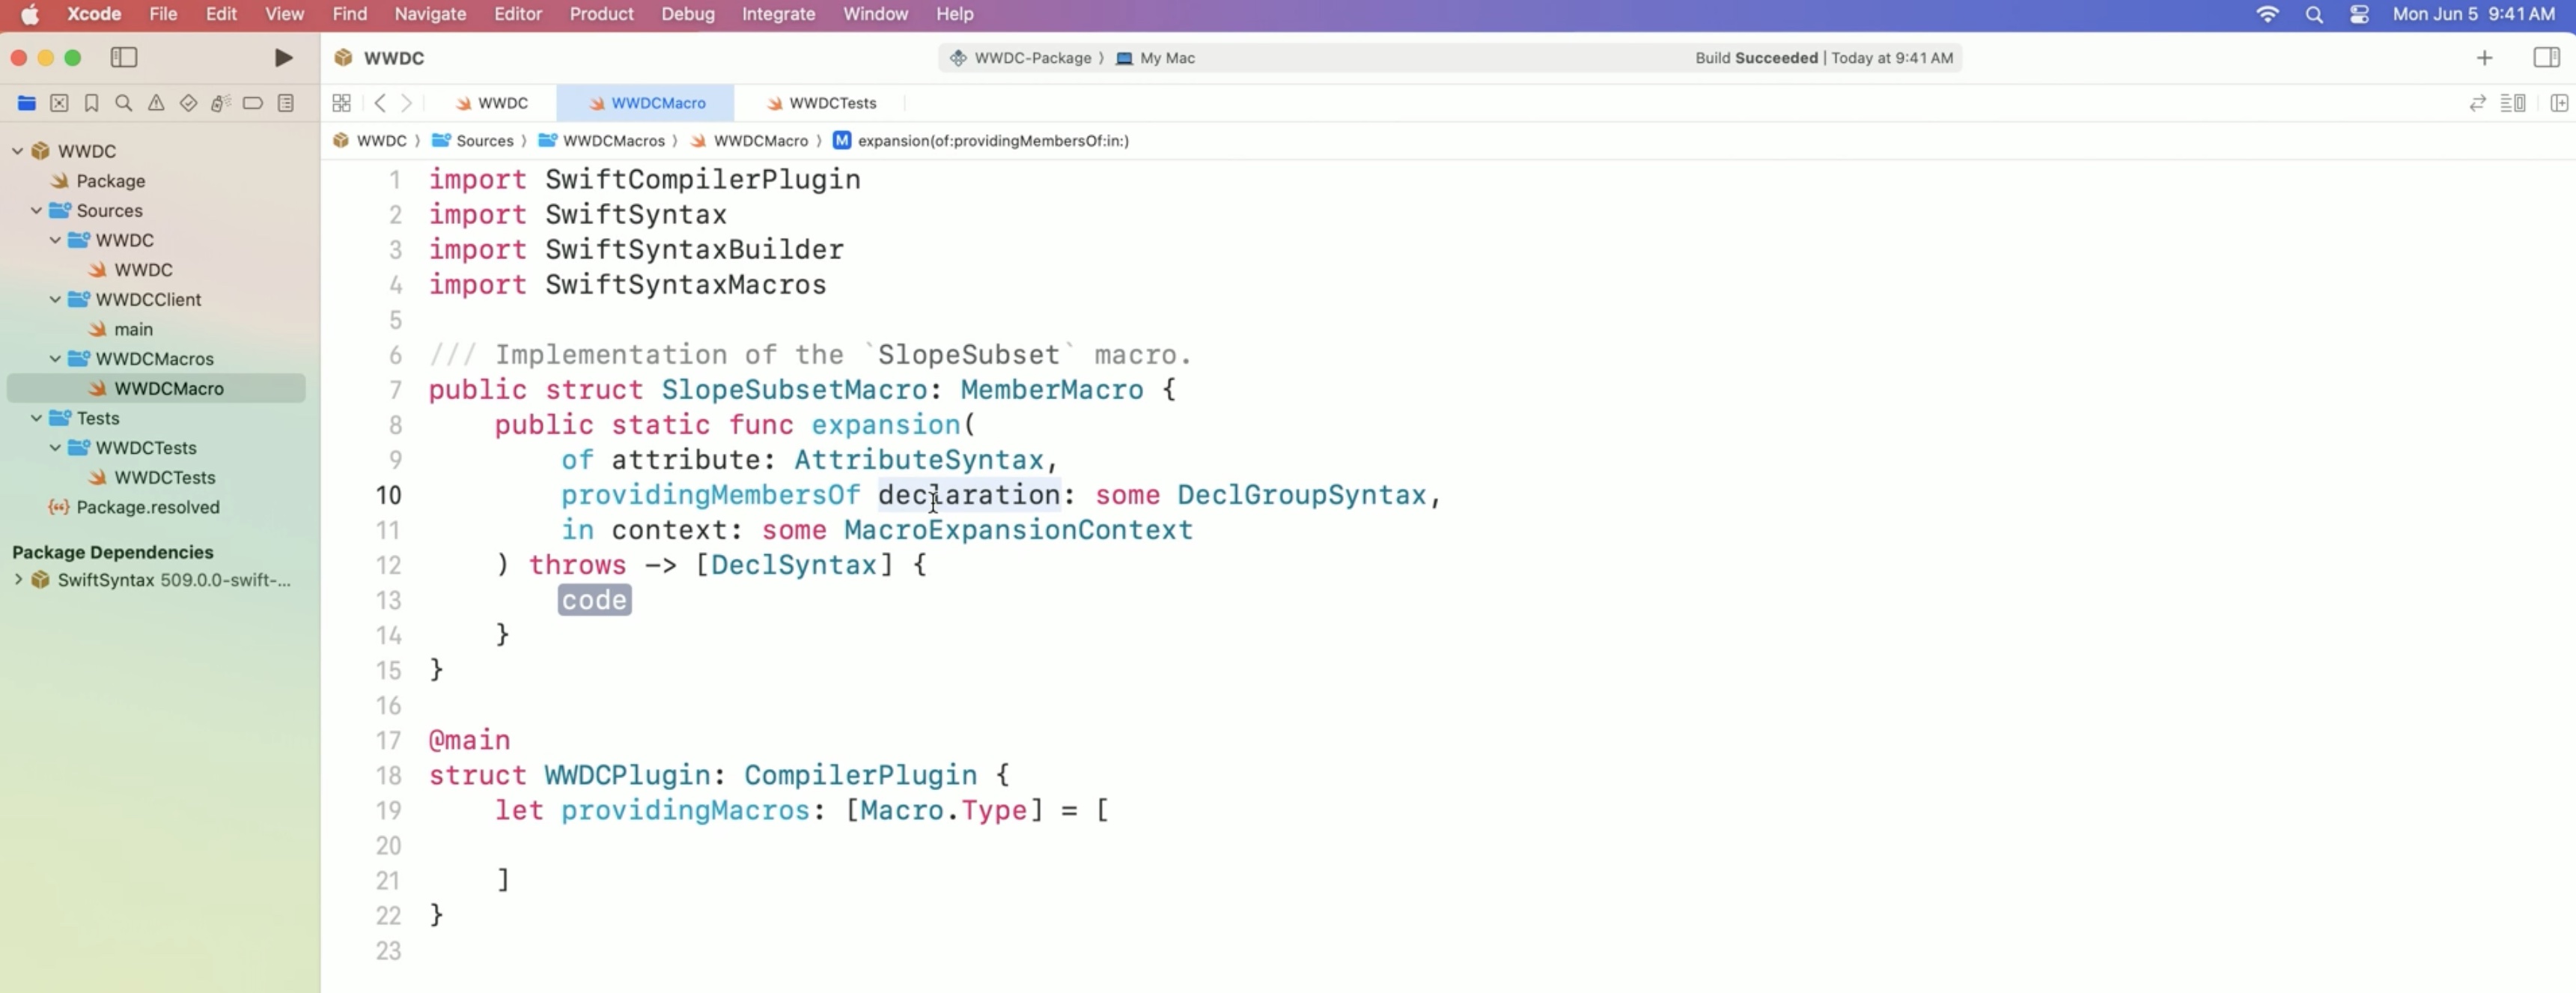 Xcode File Edit View Find Navigate Editor Product Debug Integrate Window Help Mon Jun 5 9:41 AM
WWDC WWDC-Package 〉 My Mac Build Succeeded | Today at 9:41 AM
WWDC WWDCMacro WWDCTests
WWDC 〉 Sources 〉 WWDCMacros 〉 WWDCMacro 〉 M expansion(of:providingMembersOf:in:)
WWDC
Package
Sources
WWDC
WWDC
WWDCClient
main
WWDCMacros
WWDCMacro
Tests
WWDCTests
WWDCTests
Package.resolved
Package Dependencies
SwiftSyntax 509.0.0-swift-...
1 import SwiftCompilerPlugin
2 import SwiftSyntax
3 import SwiftSyntaxBuilder
4 import SwiftSyntaxMacros
5
6 /// Implementation of the `SlopeSubset` macro.
7 public struct SlopeSubsetMacro: MemberMacro {
8     public static func expansion(
9         of attribute: AttributeSyntax,
10         providingMembersOf declaration: some DeclGroupSyntax,
11         in context: some MacroExpansionContext
12     ) throws -> [DeclSyntax] {
13         code
14     }
15 }
16
17 @main
18 struct WWDCPlugin: CompilerPlugin {
19     let providingMacros: [Macro.Type] = [
20
21     ]
22 }
23